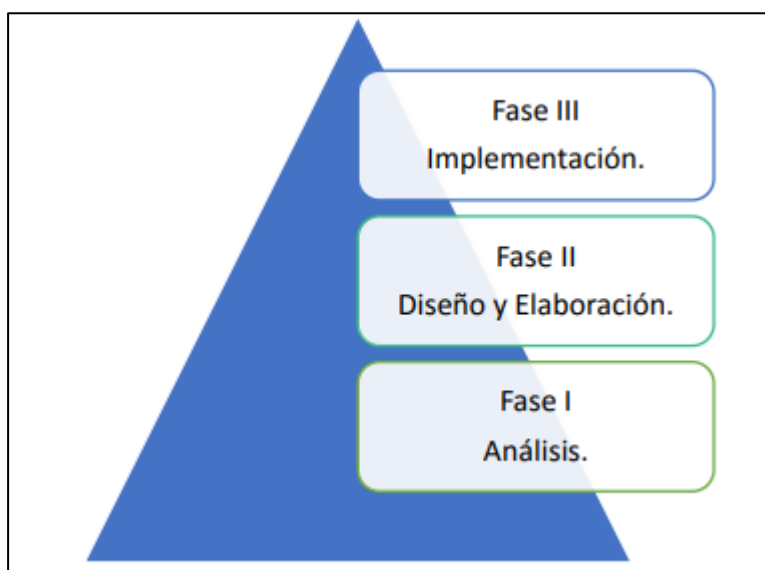 Fase III
Implementación.
Fase II
Diseño y Elaboración.
Fase I
Análisis.